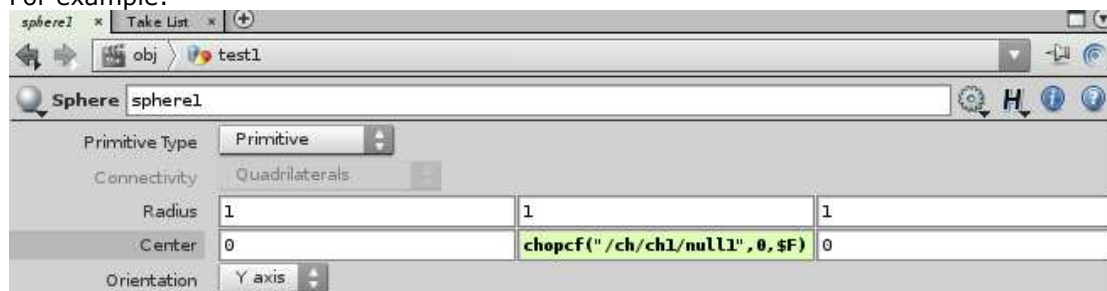 For example:
sphere1 × Take List ×
obj test1
Sphere sphere1
Primitive Type Primitive
Connectivity Quadrilaterals
Radius 1 1 1
Center 0 chopcf("/ch/ch1/null1",0,$F) 0
Orientation Y axis